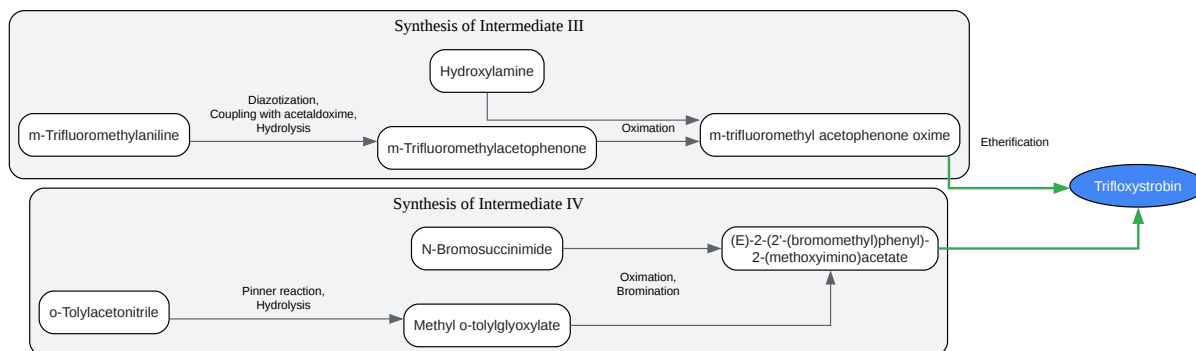 Synthesis of Intermediate III
Hydroxylamine
Diazotization,
Coupling with acetaldoxime,
Hydrolysis
m-Trifluoromethylaniline
m-Trifluoromethylacetophenone
Oximation
m-trifluoromethyl acetophenone oxime
Etherification
Trifloxystrobin
Synthesis of Intermediate IV
N-Bromosuccinimide
(E)-2-(2'-(bromomethyl)phenyl)-
2-(methoxyimino)acetate
Oximation,
Bromination
Pinner reaction,
Hydrolysis
o-Tolylacetonitrile
Methyl o-tolylglyoxylate